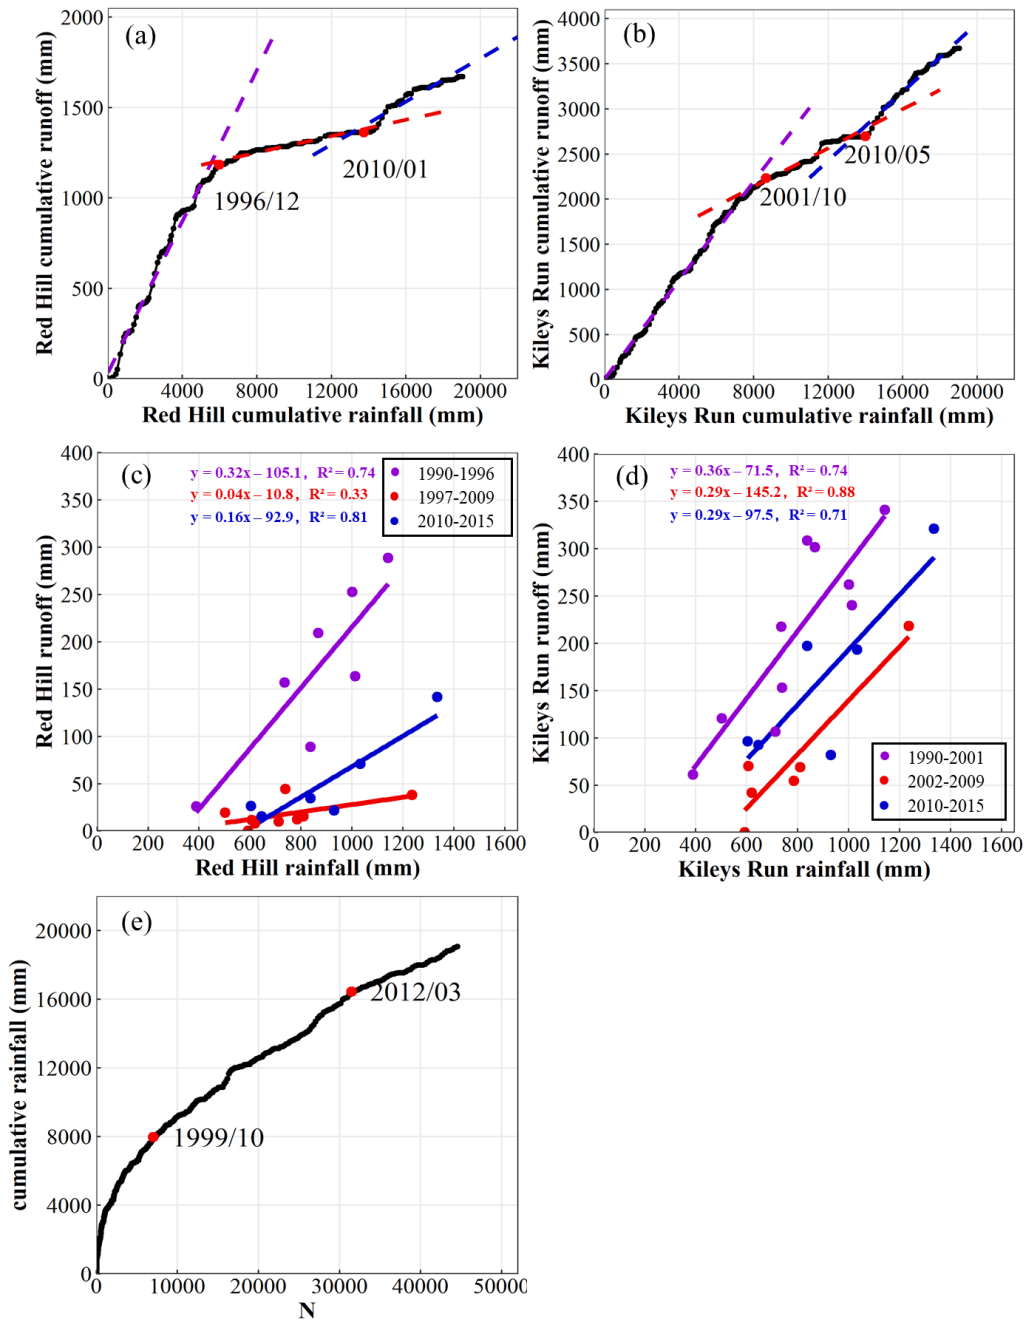 (a)
Red Hill cumulative runoff (mm)
2000
1500
1000
500
0
1996/12
2010/01
0 4000 8000 12000 16000 20000
Red Hill cumulative rainfall (mm)
(b)
Kileys Run cumulative runoff (mm)
4000
3500
3000
2500
2000
1500
1000
500
0
2010/05
2001/10
0 4000 8000 12000 16000 20000
Kileys Run cumulative rainfall (mm)
(c)
Red Hill runoff (mm)
400
350
300
250
200
150
100
50
0
y = 0.32x – 105.1, R² = 0.74
y = 0.04x – 10.8, R² = 0.33
y = 0.16x – 92.9, R² = 0.81
1990-1996
1997-2009
2010-2015
0 200 400 600 800 1000 1200 1400 1600
Red Hill rainfall (mm)
(d)
Kileys Run runoff (mm)
400
350
300
250
200
150
100
50
0
y = 0.36x – 71.5, R² = 0.74
y = 0.29x – 145.2, R² = 0.88
y = 0.29x – 97.5, R² = 0.71
1990-2001
2002-2009
2010-2015
0 200 400 600 800 1000 1200 1400 1600
Kileys Run rainfall (mm)
(e)
cumulative rainfall (mm)
20000
16000
12000
8000
4000
0
2012/03
1999/10
0 10000 20000 30000 40000 50000
N